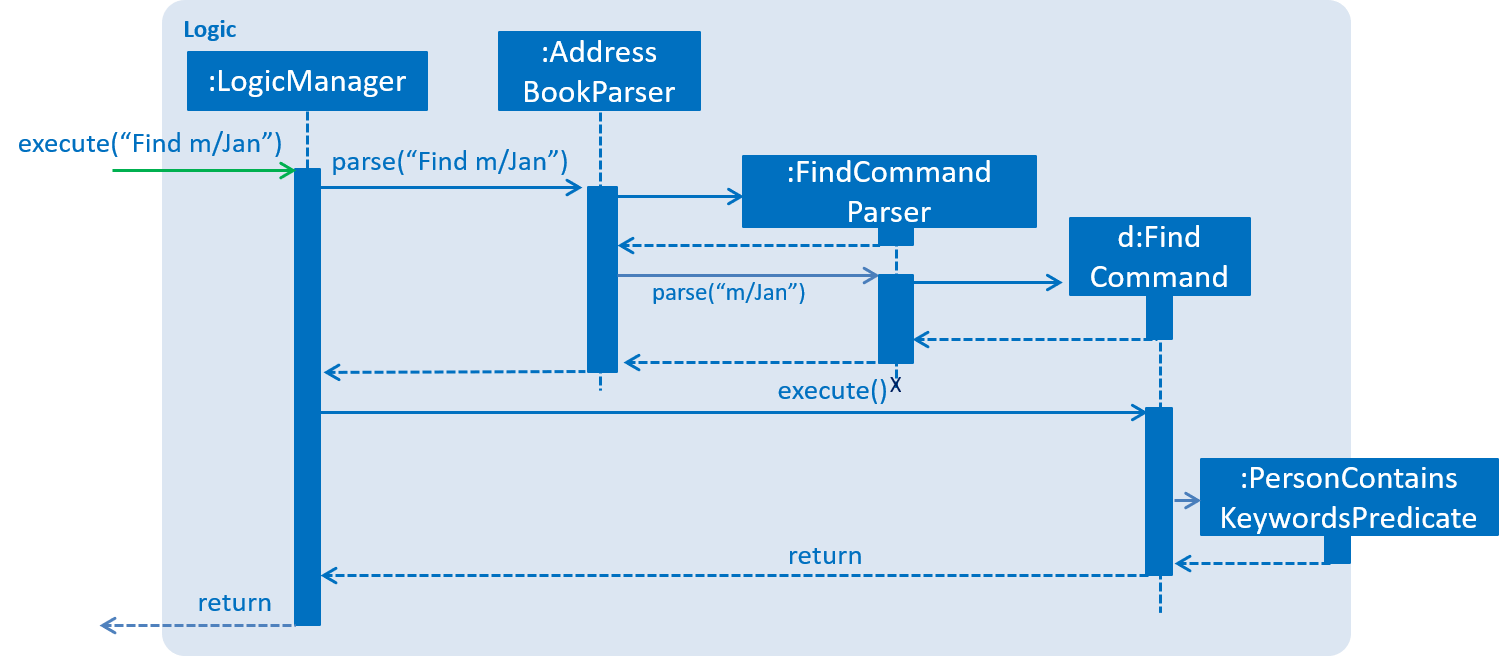 Logic
:LogicManager
:Address
BookParser
execute(“Find m/Jan”)
parse(“Find m/Jan”)
:FindCommand
Parser
d:Find
Command
parse(“m/Jan”)
execute()
X
:PersonContains
KeywordsPredicate
return
return